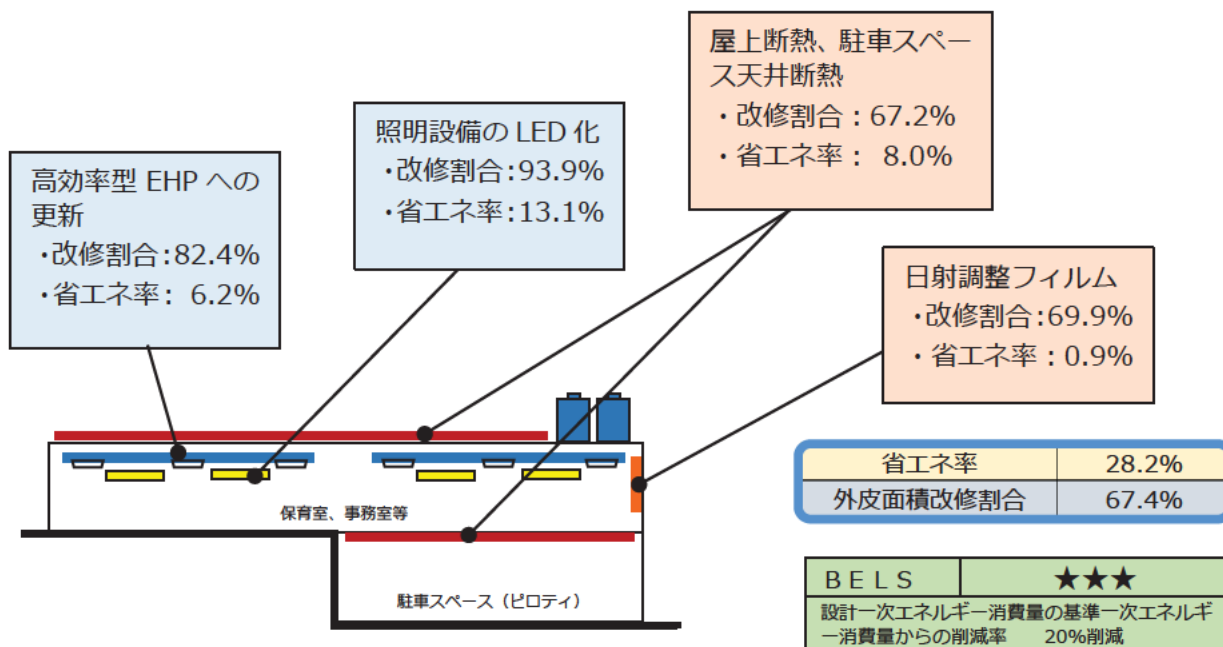 屋上断熱、駐車スペー
ス天井断熱
・改修割合：67.2%
・省エネ率： 8.0%
照明設備の LED 化
・改修割合：93.9%
・省エネ率：13.1%
高効率型 EHP への
更新
・改修割合：82.4%
・省エネ率： 6.2%
日射調整フィルム
・改修割合：69.9%
・省エネ率：0.9%
保育室、事務室等
駐車スペース（ピロティ）
省エネ率 28.2%
外皮面積改修割合 67.4%
ＢＥＬＳ ★★★
設計一次エネルギー消費量の基準一次エネルギ
ー消費量からの削減率 20%削減